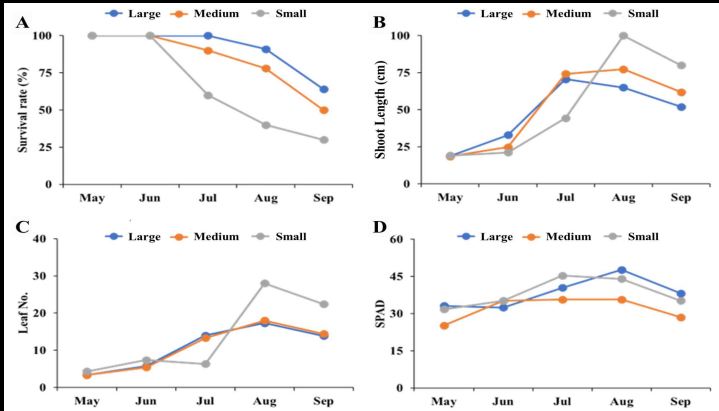 A
Large Medium Small
100
75
50
25
0
Survival rate (%)
May Jun Jul Aug Sep
B
Large Medium Small
100
75
50
25
0
Shoot Length (cm)
May Jun Jul Aug Sep
C
Large Medium Small
40
30
20
10
0
Leaf No.
May Jun Jul Aug Sep
D
Large Medium Small
60
45
30
15
0
SPAD
May Jun Jul Aug Sep